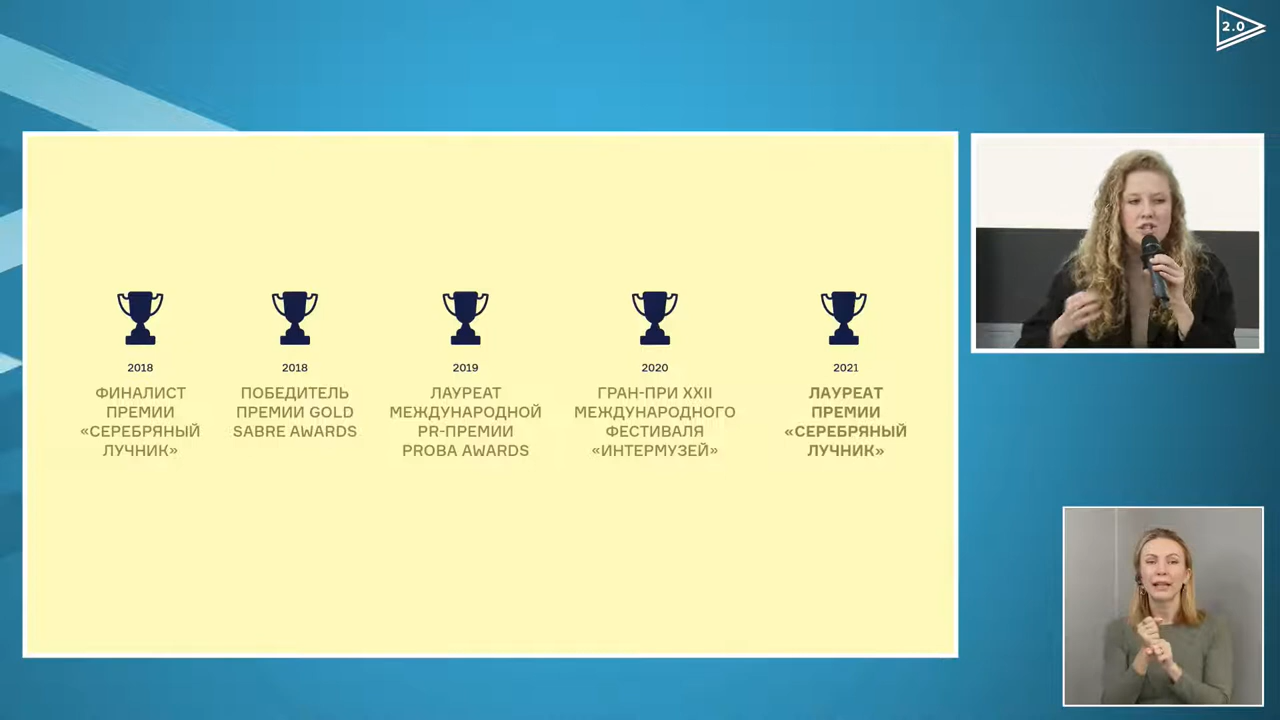 2.0
2018
ФИНАЛИСТ
ПРЕМИИ
«СЕРЕБРЯНЫЙ
ЛУЧНИК»
2018
ПОБЕДИТЕЛЬ
ПРЕМИИ GOLD
SABRE AWARDS
2019
ЛАУРЕАТ
МЕЖДУНАРОДНОЙ
PR-ПРЕМИИ
PROBA AWARDS
2020
ГРАН-ПРИ XXII
МЕЖДУНАРОДНОГО
ФЕСТИВАЛЯ
«ИНТЕРМУЗЕЙ»
2021
ЛАУРЕАТ
ПРЕМИИ
«СЕРЕБРЯНЫЙ
ЛУЧНИК»